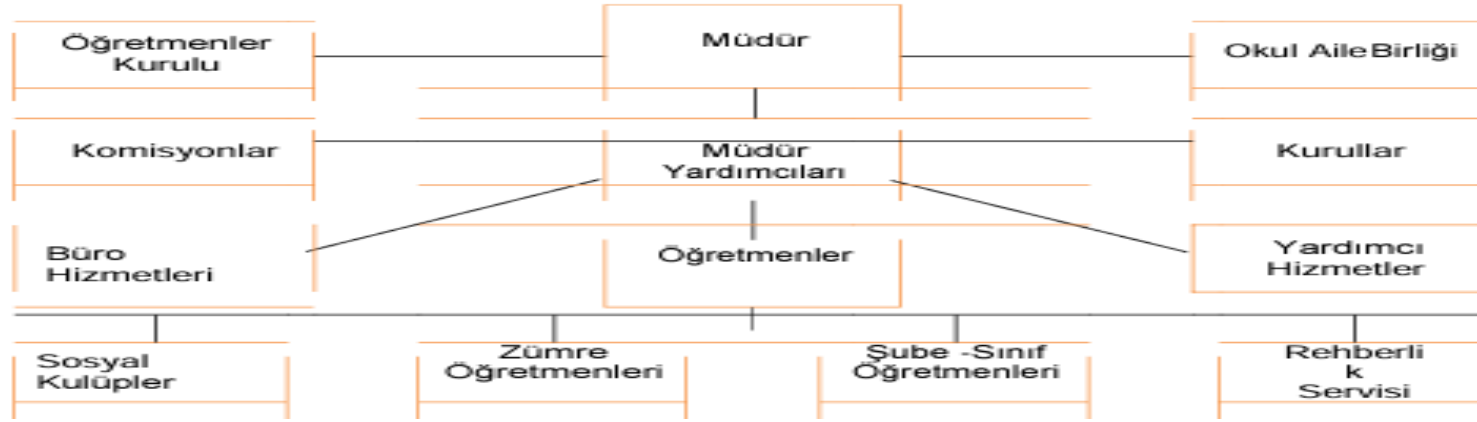 Öğretmenler
Kurulu
Müdür
Okul Aile Birliği
Komisyonlar
Müdür
Yardımcıları
Kurullar
Büro
Hizmetleri
Öğretmenler
Yardımcı
Hizmetler
Sosyal
Kulüpler
Zümre
Öğretmenleri
Şube -Sınıf
Öğretmenleri
Rehberli
k
Servisi